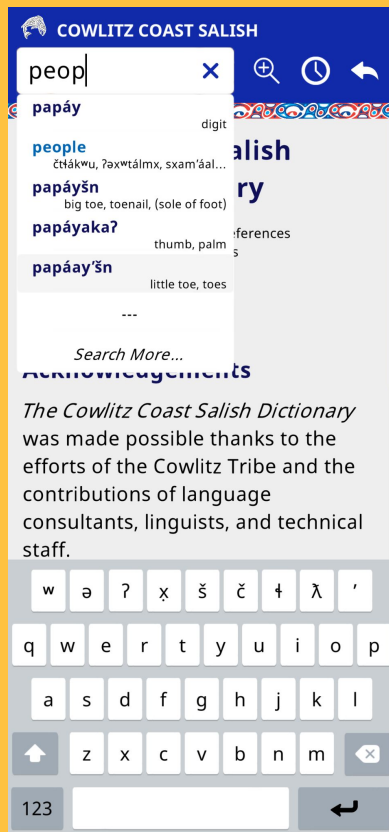 COWLITZ COAST SALISH
peop
papáy
digit
people
čtɬákʷu, ʔəxʷtálmx, sxam'áal...
papáyšn
big toe, toenail, (sole of foot)
papáyakaʔ
thumb, palm
papáay’šn
little toe, toes
---
Search More...
alish
ry
ferences
s
Acknowledgements
The Cowlitz Coast Salish Dictionary
was made possible thanks to the
efforts of the Cowlitz Tribe and the
contributions of language
consultants, linguists, and technical
staff.
ʷ ə ʔ x̣ š č ɬ ƛ ’
q w e r t y u i o p
a s d f g h j k l
z x c v b n m
123